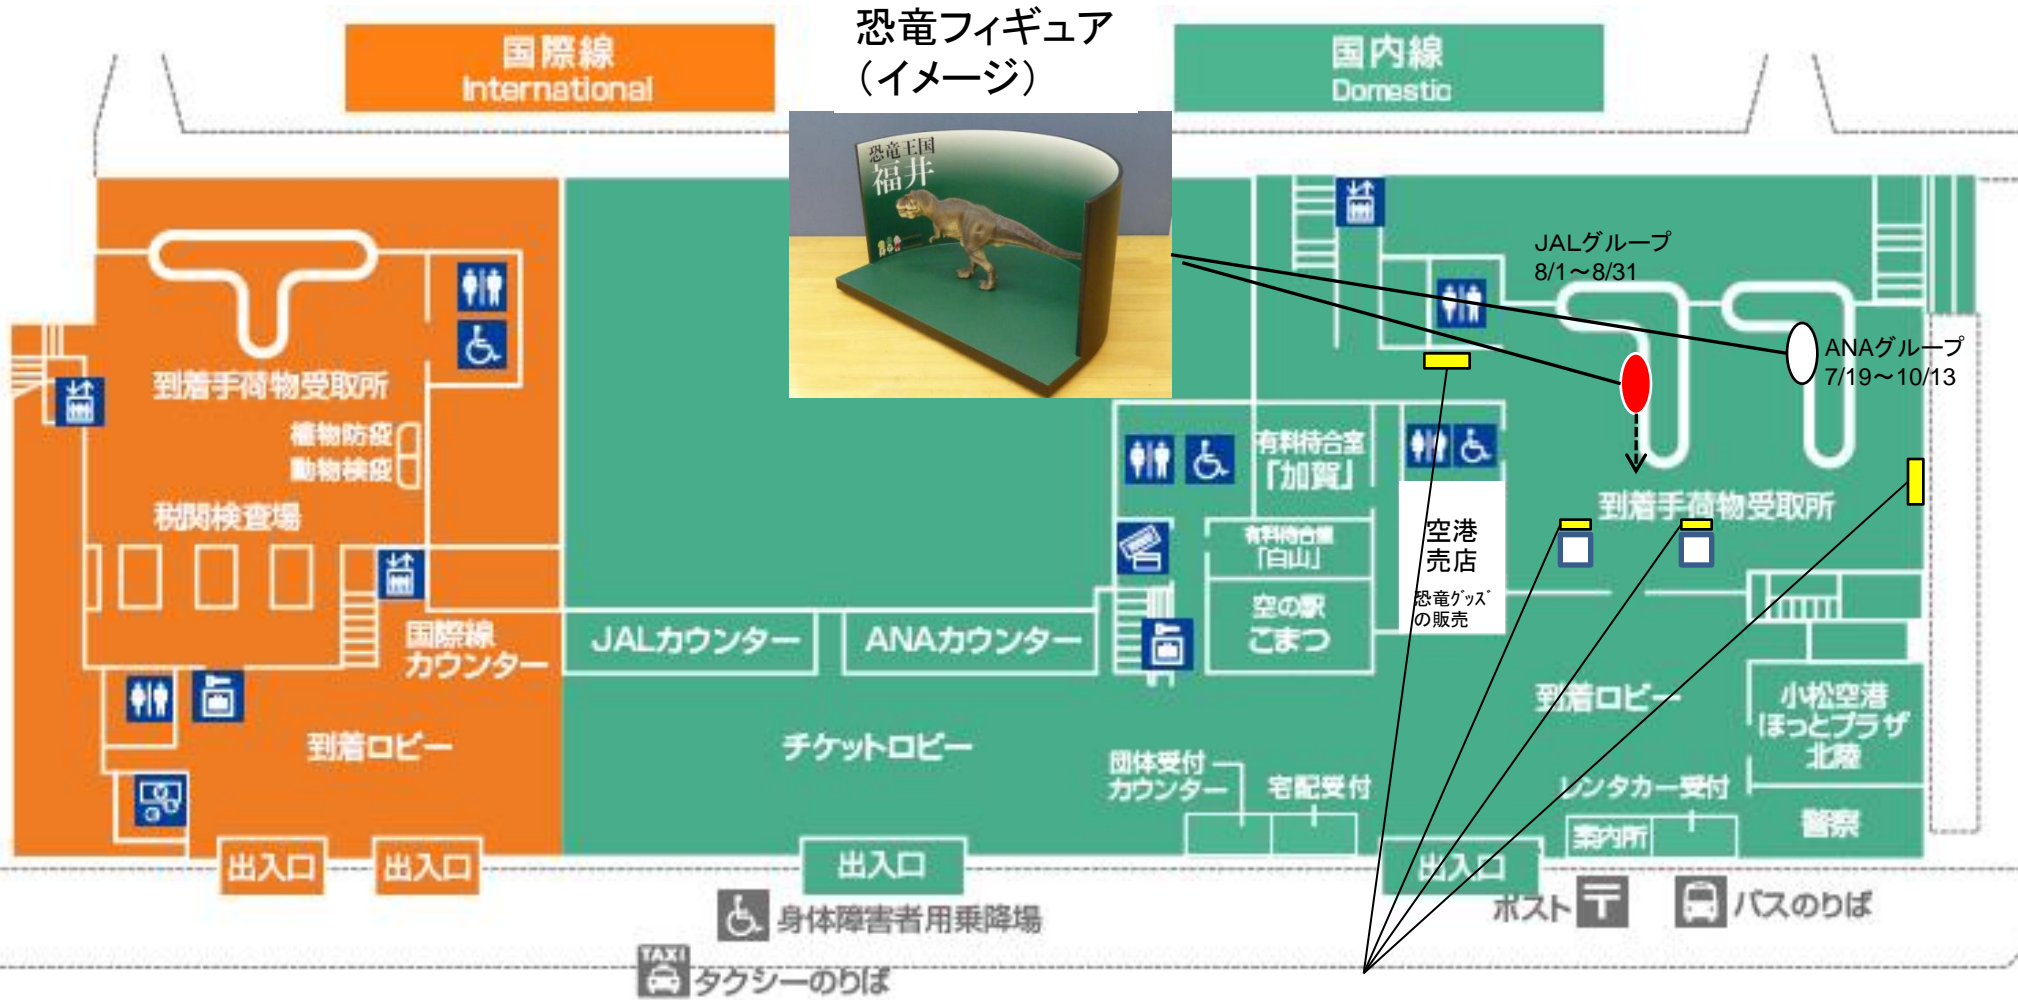 恐竜フィギュア
（イメージ）
国際線
International
国内線
Domestic
恐竜王国
福井
JALグループ
8/1～8/31
ANAグループ
7/19～10/13
到着手荷物受取所
植物防疫
動物検疫
税関検査場
有料待合室
「加賀」
有料待合室
「白山」
空の駅
こまつ
空港
売店
恐竜ｸﾞｯｽﾞ
の販売
到着手荷物受取所
国際線
カウンター
JALカウンター
ANAカウンター
到着ロビー
チケットロビー
到着ロビー
小松空港
ほっとプラザ
北陸
団体受付
カウンター
宅配受付
レンタカー受付
案内所
警察
出入口
出入口
出入口
出入口
身体障害者用乗降場
ポスト
バスのりば
TAXI
タクシーのりば